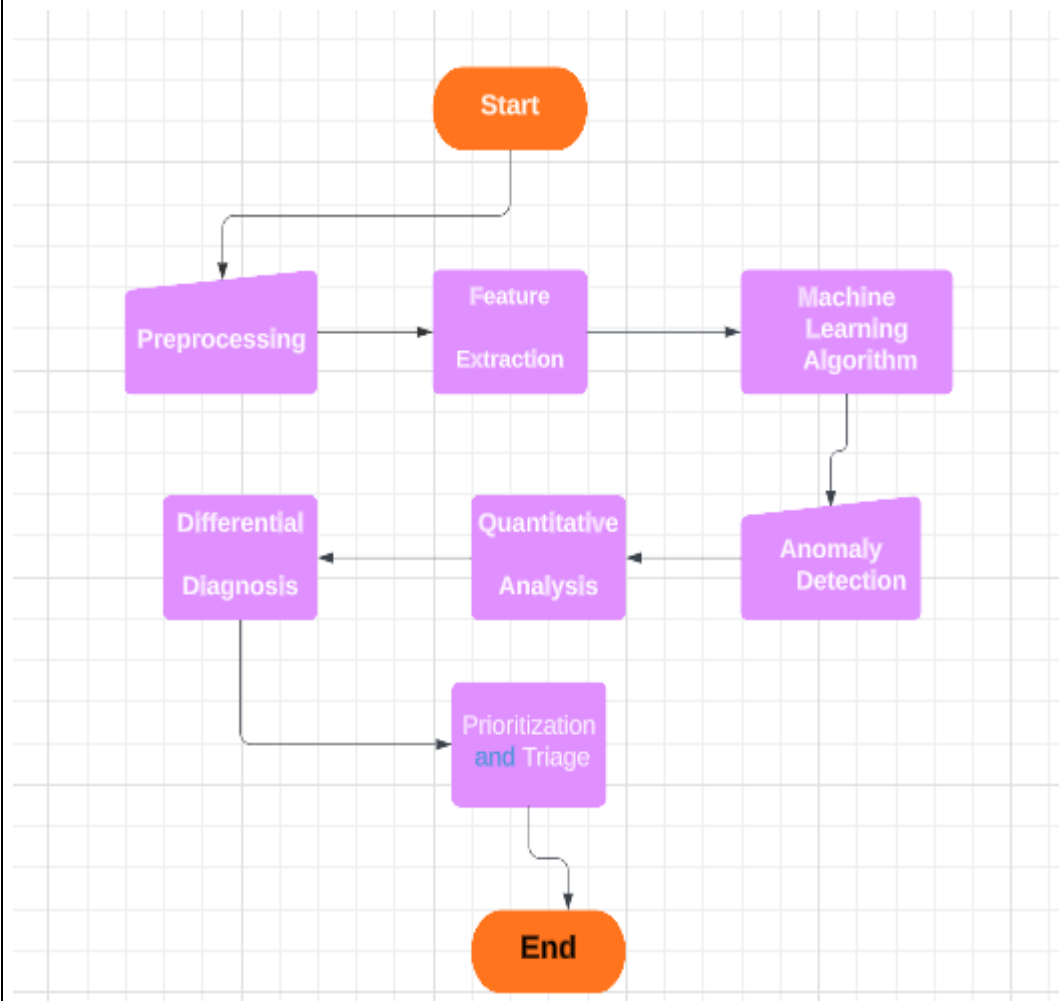 Start
Preprocessing
Feature
Extraction
Machine
Learning
Algorithm
Anomaly
Detection
Quantitative
Analysis
Differential
Diagnosis
Prioritization
and Triage
End